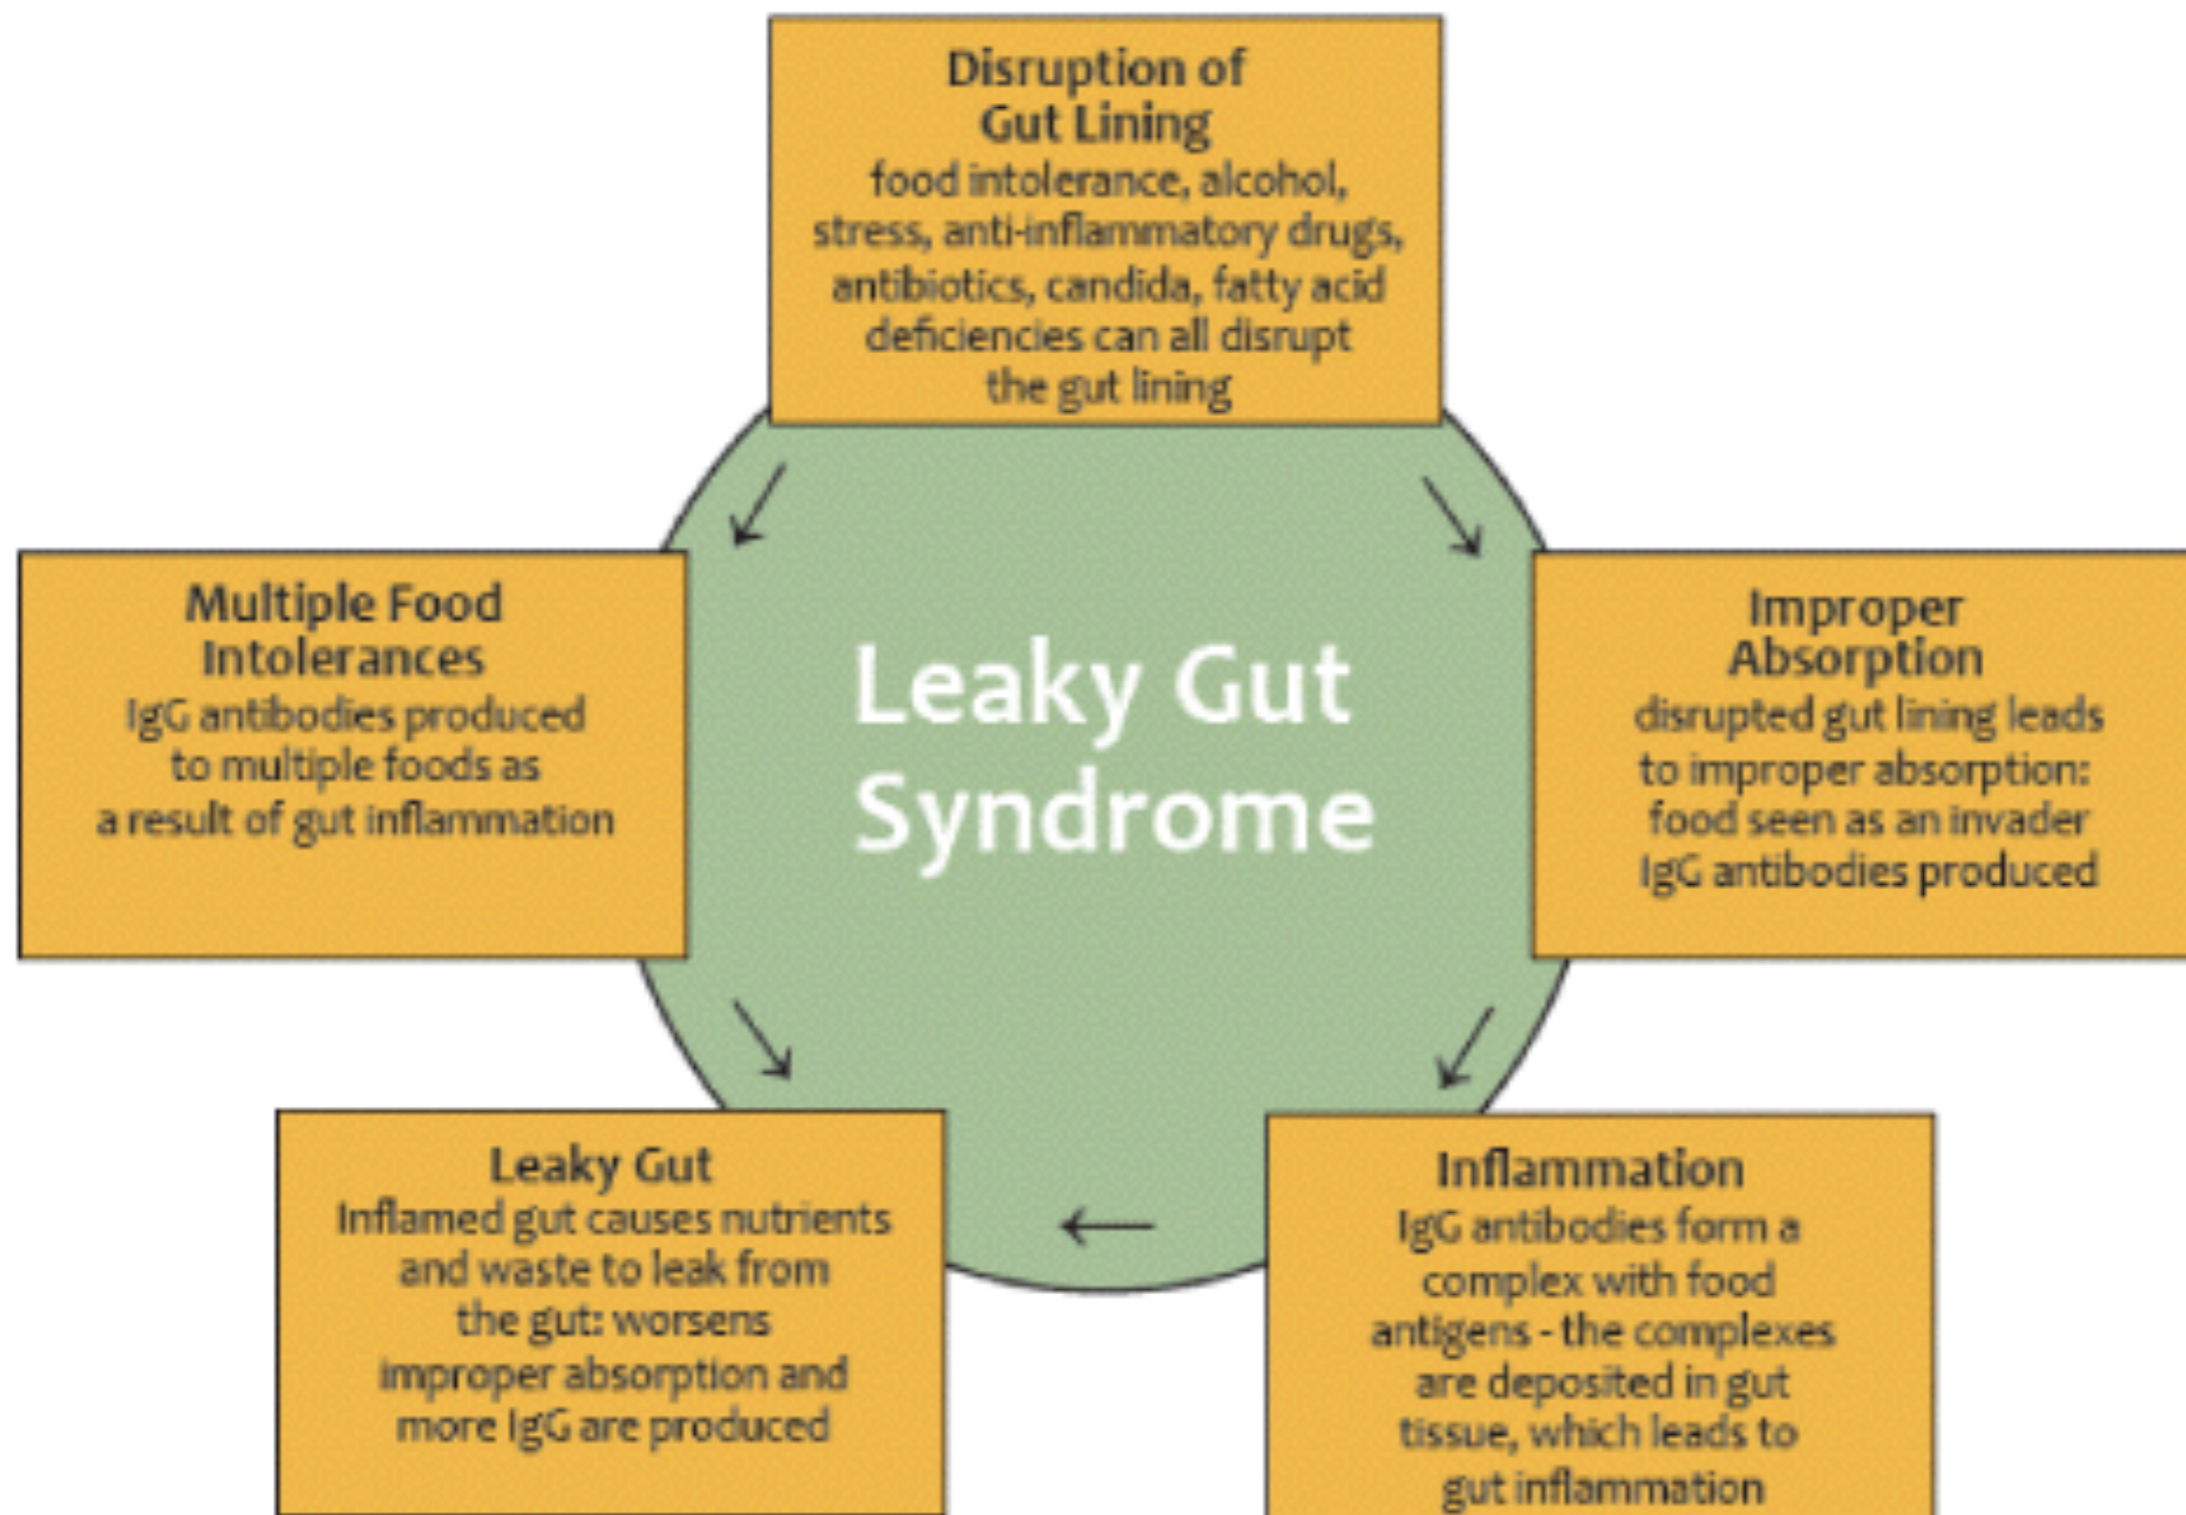 Disruption of
Gut Lining
food intolerance, alcohol,
stress, anti-inflammatory drugs,
antibiotics, candida, fatty acid
deficiencies can all disrupt
the gut lining
Multiple Food
Intolerances
IgG antibodies produced
to multiple foods as
a result of gut inflammation
Leaky Gut
Syndrome
Improper
Absorption
disrupted gut lining leads
to improper absorption:
food seen as an invader
IgG antibodies produced
Leaky Gut
Inflamed gut causes nutrients
and waste to leak from
the gut: worsens
improper absorption and
more IgG are produced
Inflammation
IgG antibodies form a
complex with food
antigens - the complexes
are deposited in gut
tissue, which leads to
gut inflammation